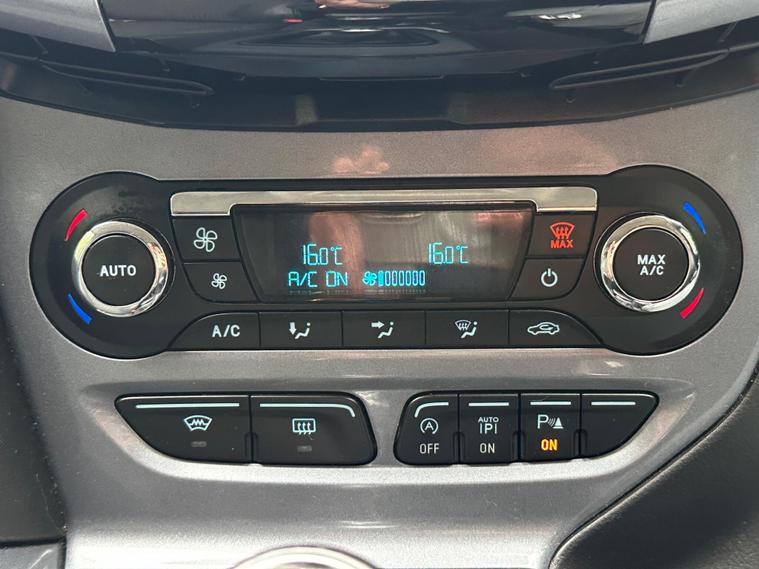 16.0°C 16.0°C
A/C ON
MAX
AUTO
MAX
A/C
A/C
OFF
AUTO
P
ON
P
ON